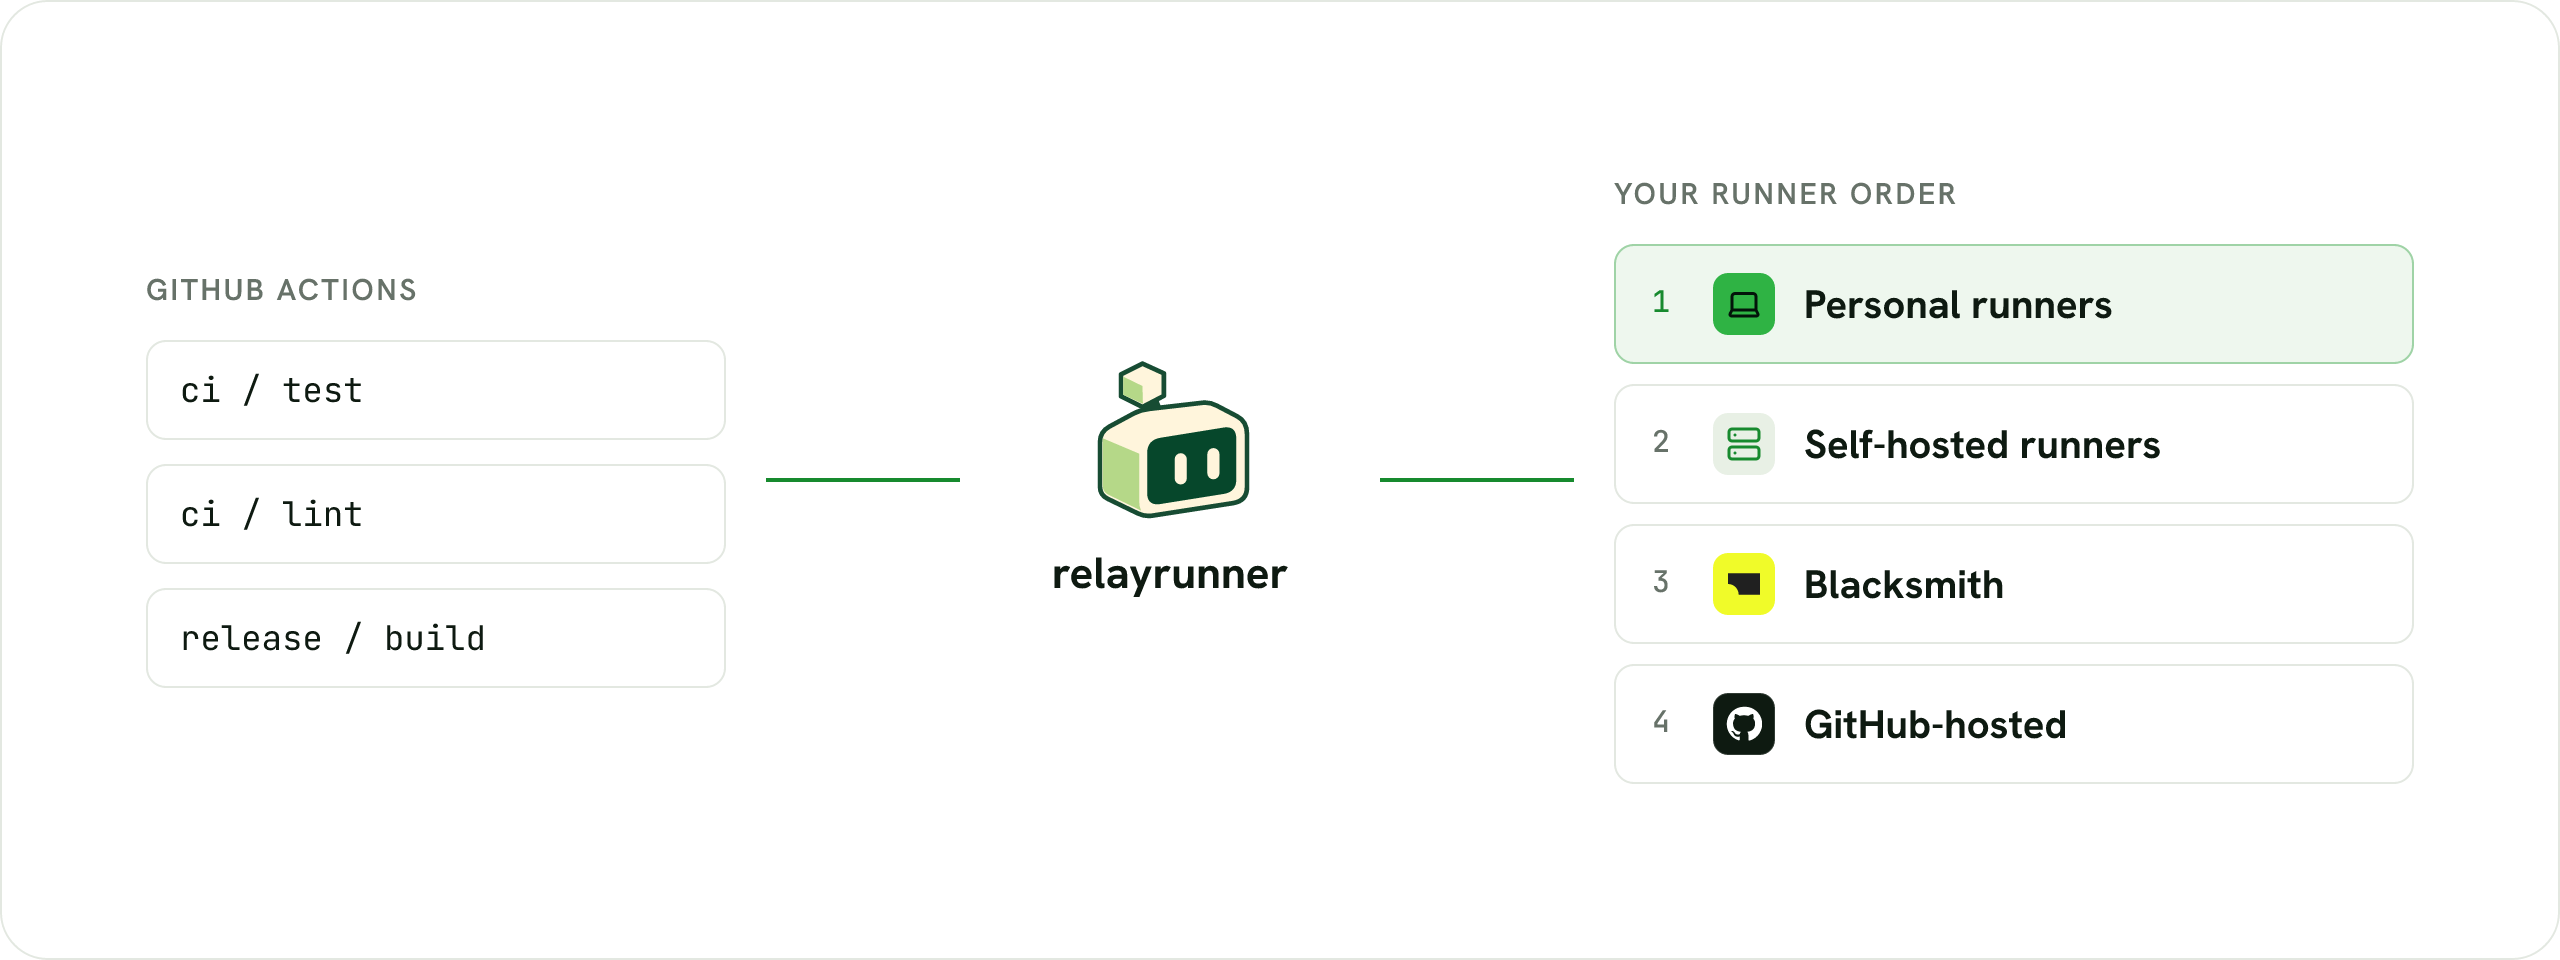 GITHUB ACTIONS
ci / test
ci / lint
release / build
relayrunner
YOUR RUNNER ORDER
1 Personal runners
2 Self-hosted runners
3 Blacksmith
4 GitHub-hosted